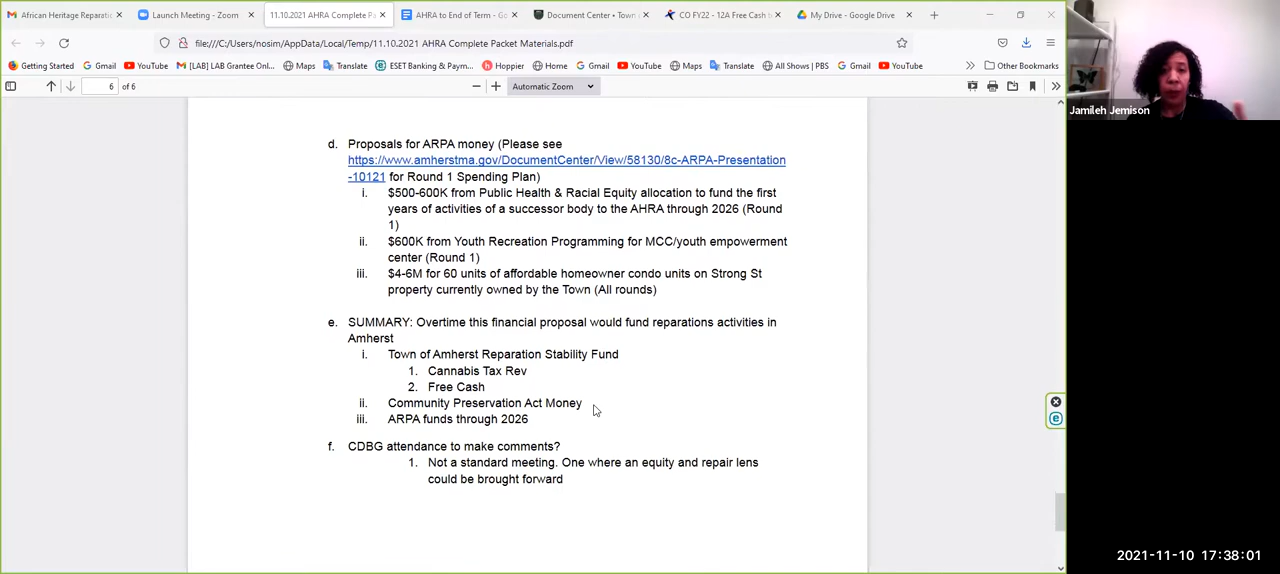 African Heritage Reparatio
Launch Meeting - Zoom
11.10.2021 AHRA Complete Pa
AHRA to End of Term - Go
Document Center • Town o
CO FY22 - 12A Free Cash t
My Drive - Google Drive
file:///C:/Users/nosim/AppData/Local/Temp/11.10.2021 AHRA Complete Packet Materials.pdf
Getting Started Gmail YouTube [LAB] LAB Grantee Onl... Maps Translate ESET Banking & Paym... Hoppier Home Gmail YouTube Maps Translate All Shows | PBS Gmail YouTube Other Bookmarks
6 of 6 Automatic Zoom
Jamileh Jemison
d. Proposals for ARPA money (Please see
https://www.amherstma.gov/DocumentCenter/View/58130/8c-ARPA-Presentation
-10121 for Round 1 Spending Plan)
i. $500-600K from Public Health & Racial Equity allocation to fund the first
years of activities of a successor body to the AHRA through 2026 (Round
1)
ii. $600K from Youth Recreation Programming for MCC/youth empowerment
center (Round 1)
iii. $4-6M for 60 units of affordable homeowner condo units on Strong St
property currently owned by the Town (All rounds)
e. SUMMARY: Overtime this financial proposal would fund reparations activities in
Amherst
i. Town of Amherst Reparation Stability Fund
1. Cannabis Tax Rev
2. Free Cash
ii. Community Preservation Act Money
iii. ARPA funds through 2026
f. CDBG attendance to make comments?
1. Not a standard meeting. One where an equity and repair lens
could be brought forward
2021-11-10 17:38:01